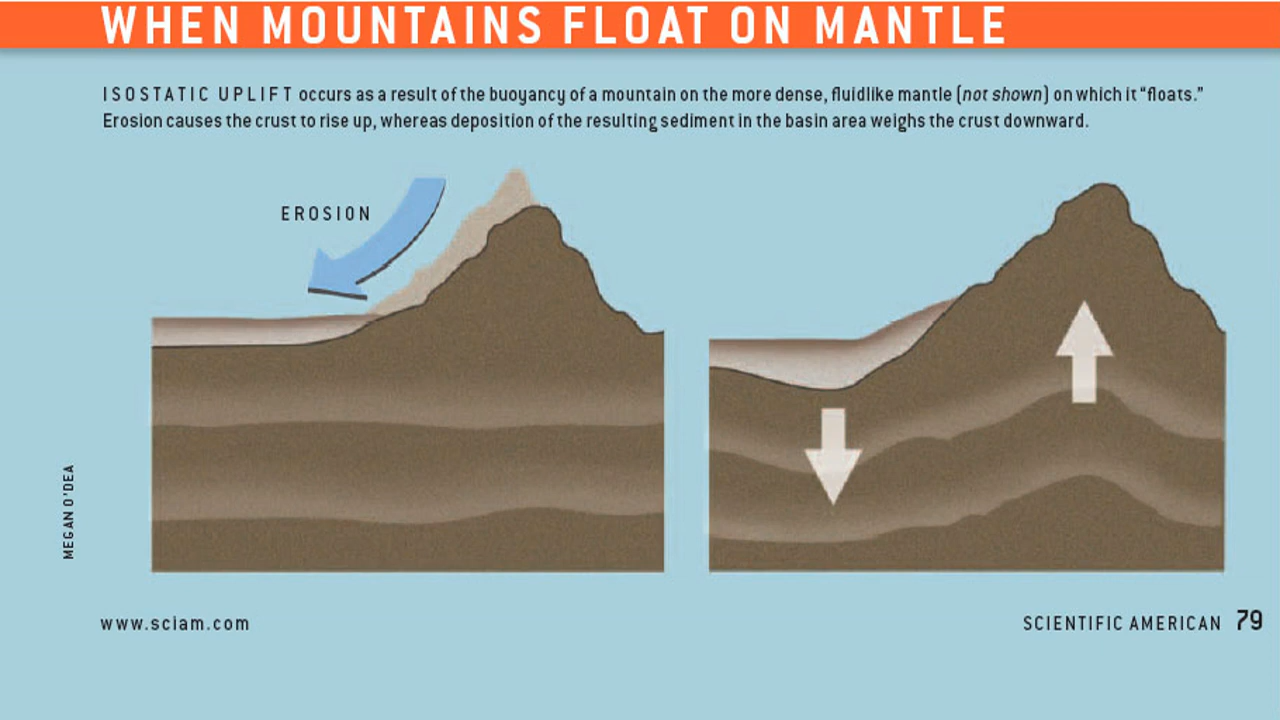 WHEN MOUNTAINS FLOAT ON MANTLE
ISOSTATIC UPLIFT occurs as a result of the buoyancy of a mountain on the more dense, fluidlike mantle (not shown) on which it “floats.”
Erosion causes the crust to rise up, whereas deposition of the resulting sediment in the basin area weighs the crust downward.
EROSION
MEGAN O'DEA
www.sciam.com
SCIENTIFIC AMERICAN 79